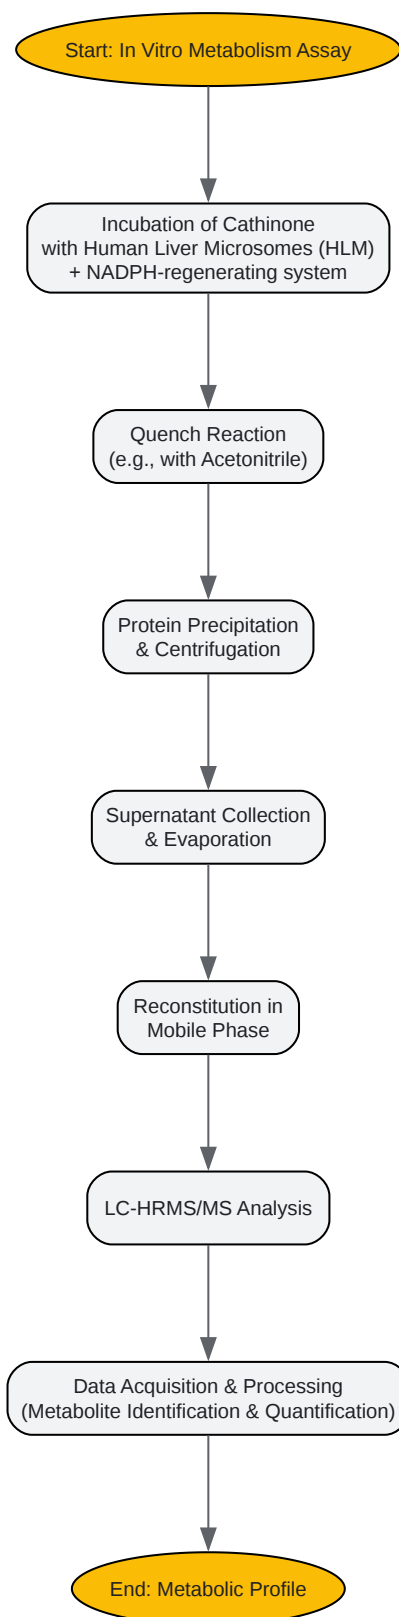 Start: In Vitro Metabolism Assay
Incubation of Cathinone
with Human Liver Microsomes (HLM)
+ NADPH-regenerating system
Quench Reaction
(e.g., with Acetonitrile)
Protein Precipitation
& Centrifugation
Supernatant Collection
& Evaporation
Reconstitution in
Mobile Phase
LC-HRMS/MS Analysis
Data Acquisition & Processing
(Metabolite Identification & Quantification)
End: Metabolic Profile